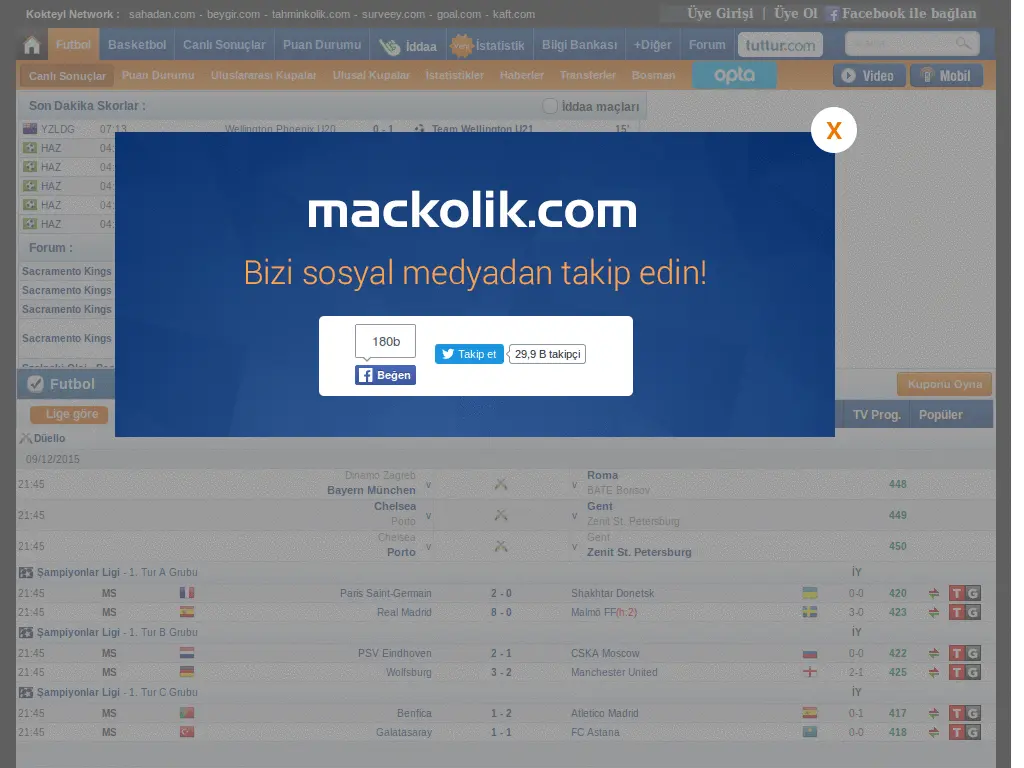 Kokteyl Network : sahadan.com - beygir.com - tahminkolik.com - surveey.com - goal.com - kaft.com
Üye Girişi | Üye Ol f Facebook ile bağlan
Futbol Basketbol Canlı Sonuçlar Puan Durumu İddaa Yeni İstatistik Bilgi Bankası +Diğer Forum tuttur.com
Canlı Sonuçlar Puan Durumu Uluslararası Kupalar Ulusal Kupalar İstatistikler Haberler Transferler Bosman opta Video Mobil
Son Dakika Skorlar : İddaa maçları
YZLDG 07:13 Wellington Phoenix U20 0 - 1 Team Wellington U21 15'
HAZ 04:
HAZ 04:
HAZ 04:
HAZ 04:
HAZ 04:
Forum :
Sacramento Kings
Sacramento Kings
Sacramento Kings
Sacramento Kings
X
mackolik.com
Bizi sosyal medyadan takip edin!
180b
Beğen
Takip et 29,9 B takipçi
Futbol Kuponu Oyna
Lige göre TV Prog. Popüler
Düello
09/12/2015
21:45 Dinamo Zagreb Bayern München v v Roma BATE Borisov 448
21:45 Chelsea Porto v v Gent Zenit St. Petersburg 449
21:45 Chelsea Porto v v Gent Zenit St. Petersburg 450
Şampiyonlar Ligi - 1. Tur A Grubu İY
21:45 MS Paris Saint-Germain 2 - 0 Shakhtar Donetsk 0-0 420 T G
21:45 MS Real Madrid 8 - 0 Malmö FF(h:2) 3-0 423 T G
Şampiyonlar Ligi - 1. Tur B Grubu İY
21:45 MS PSV Eindhoven 2 - 1 CSKA Moscow 0-0 422 T G
21:45 MS Wolfsburg 3 - 2 Manchester United 2-1 425 T G
Şampiyonlar Ligi - 1. Tur C Grubu İY
21:45 MS Benfica 1 - 2 Atletico Madrid 0-1 417 T G
21:45 MS Galatasaray 1 - 1 FC Astana 0-0 418 T G